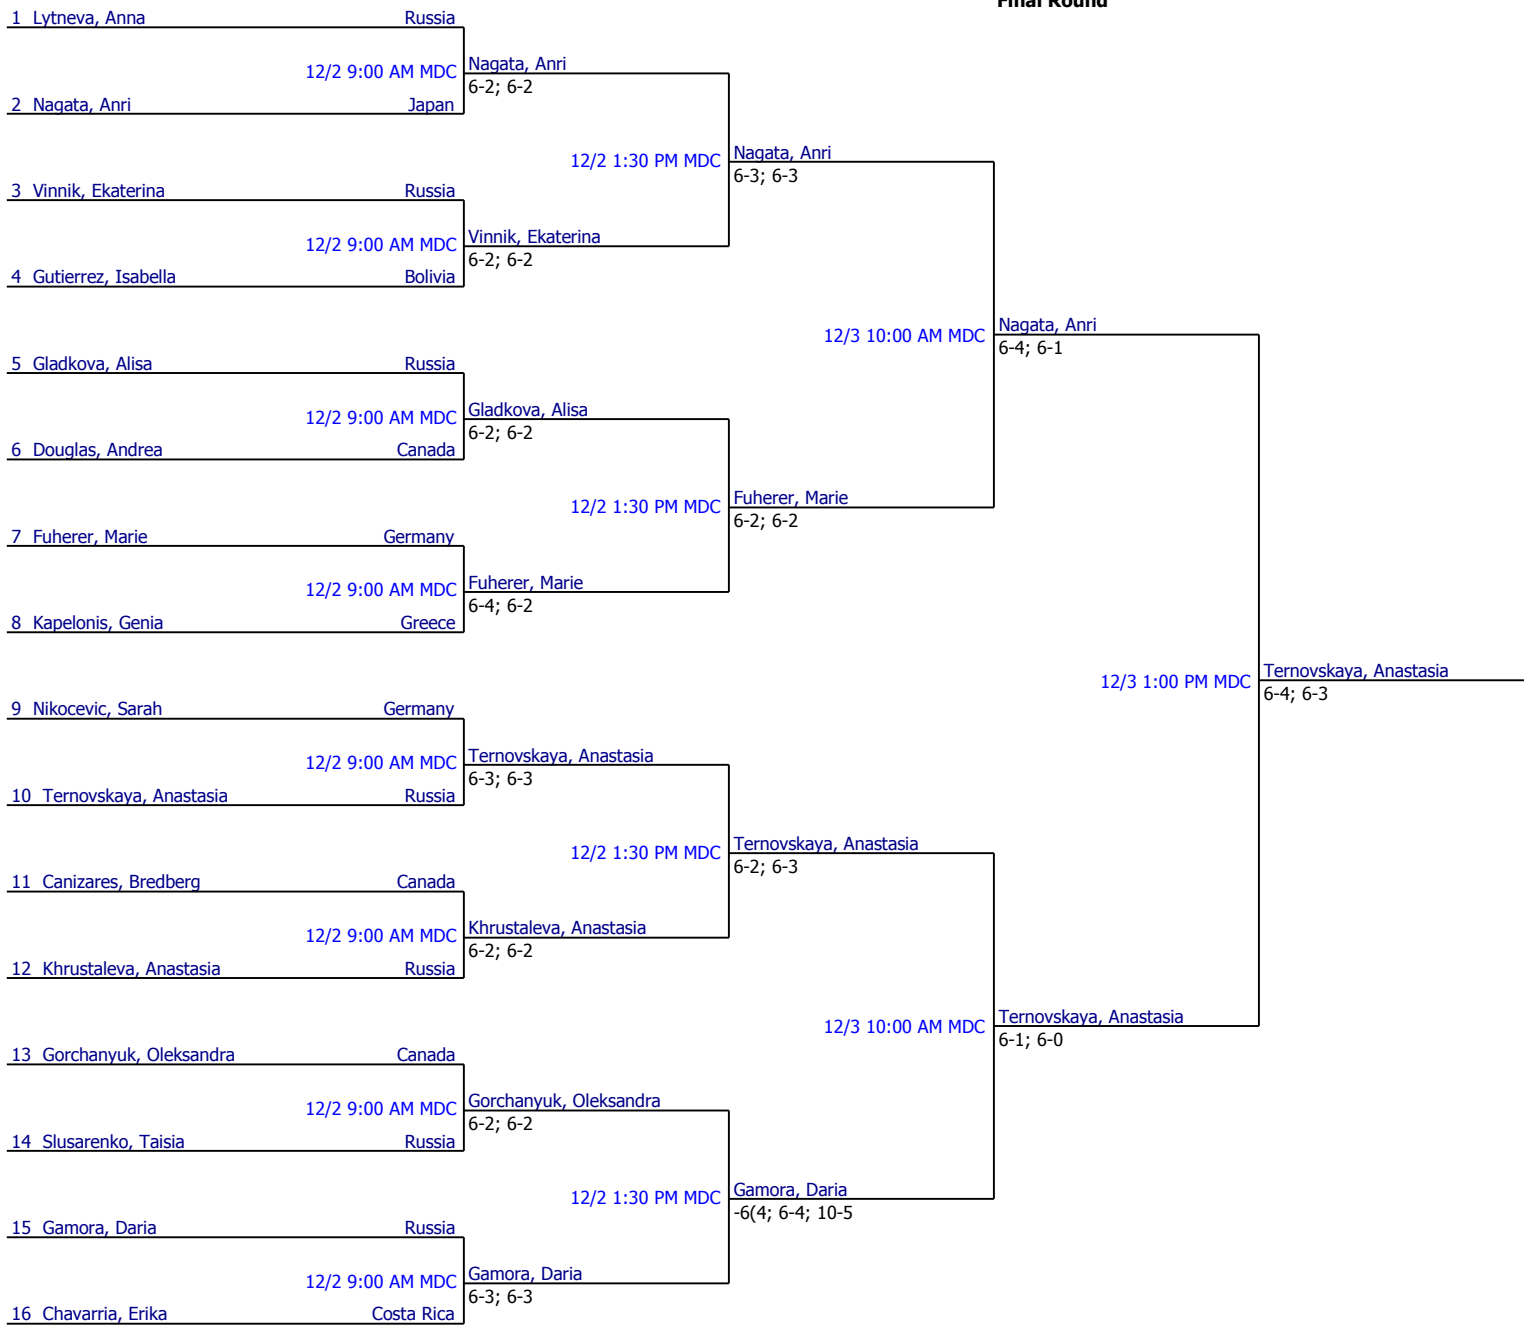 Final Round
1 Lytneva, Anna Russia
12/2 9:00 AM MDC Nagata, Anri
6-2; 6-2
2 Nagata, Anri Japan
12/2 1:30 PM MDC Nagata, Anri
6-3; 6-3
3 Vinnik, Ekaterina Russia
12/2 9:00 AM MDC Vinnik, Ekaterina
6-2; 6-2
4 Gutierrez, Isabella Bolivia
12/3 10:00 AM MDC Nagata, Anri
6-4; 6-1
5 Gladkova, Alisa Russia
12/2 9:00 AM MDC Gladkova, Alisa
6-2; 6-2
6 Douglas, Andrea Canada
12/2 1:30 PM MDC Fuherer, Marie
6-2; 6-2
7 Fuherer, Marie Germany
12/2 9:00 AM MDC Fuherer, Marie
6-4; 6-2
8 Kapelonis, Genia Greece
12/3 1:00 PM MDC Ternovskaya, Anastasia
6-4; 6-3
9 Nikocevic, Sarah Germany
12/2 9:00 AM MDC Ternovskaya, Anastasia
6-3; 6-3
10 Ternovskaya, Anastasia Russia
12/2 1:30 PM MDC Ternovskaya, Anastasia
6-2; 6-3
11 Canizares, Bredberg Canada
12/2 9:00 AM MDC Khrustaleva, Anastasia
6-2; 6-2
12 Khrustaleva, Anastasia Russia
12/3 10:00 AM MDC Ternovskaya, Anastasia
6-1; 6-0
13 Gorchanyuk, Oleksandra Canada
12/2 9:00 AM MDC Gorchanyuk, Oleksandra
6-2; 6-2
14 Slusarenko, Taisia Russia
12/2 1:30 PM MDC Gamora, Daria
-6(4; 6-4; 10-5
15 Gamora, Daria Russia
12/2 9:00 AM MDC Gamora, Daria
6-3; 6-3
16 Chavarria, Erika Costa Rica